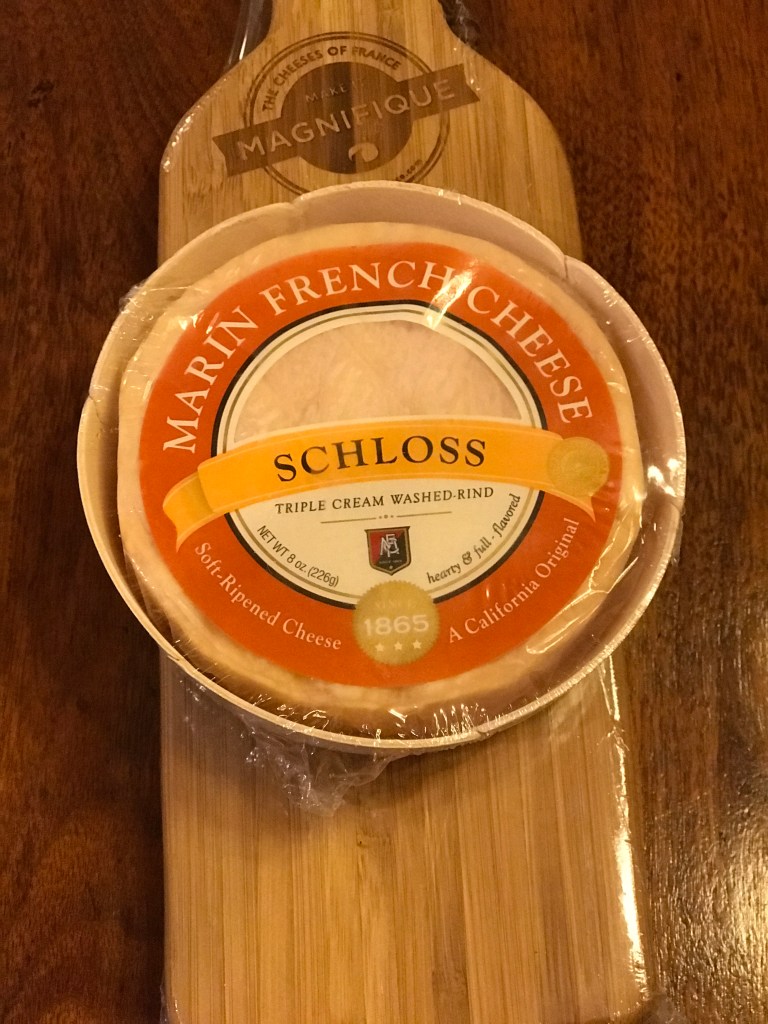 THE CHEESES OF FRANCE
MAKE IT
MAGNIFIQUE
MARIN FRENCH CHEESE
SCHLOSS
TRIPLE CREAM WASHED-RIND
NET WT 8 oz. (226g)
hearty & full-flavored
Soft-Ripened Cheese
SINCE
1865
A California Original